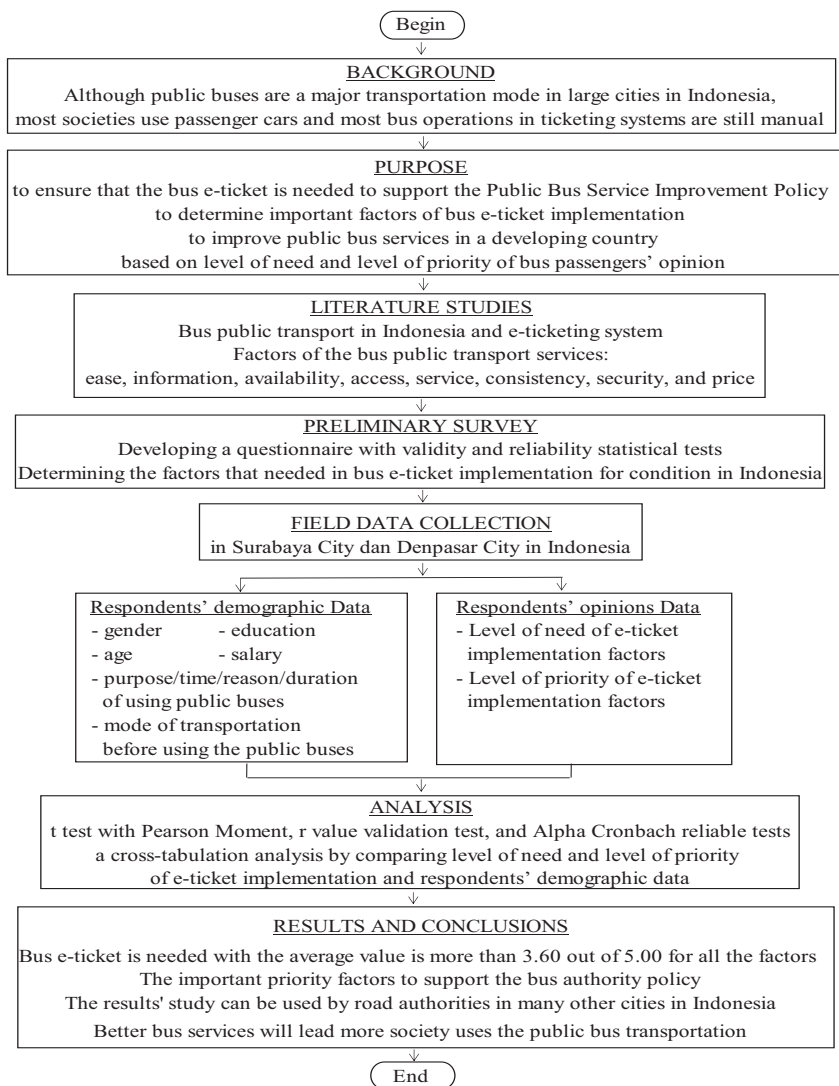 Begin
BACKGROUND
Although public buses are a major transportation mode in large cities in Indonesia,
most societies use passenger cars and most bus operations in ticketing systems are still manual
PURPOSE
to ensure that the bus e-ticket is needed to support the Public Bus Service Improvement Policy
to determine important factors of bus e-ticket implementation
to improve public bus services in a developing country
based on level of need and level of priority of bus passengers' opinion
LITERATURE STUDIES
Bus public transport in Indonesia and e-ticketing system
Factors of the bus public transport services:
ease, information, availability, access, service, consistency, security, and price
PRELIMINARY SURVEY
Developing a questionnaire with validity and reliability statistical tests
Determining the factors that needed in bus e-ticket implementation for condition in Indonesia
FIELD DATA COLLECTION
in Surabaya City dan Denpasar City in Indonesia
Respondents' demographic Data
- gender - education
- age - salary
- purpose/time/reason/duration
of using public buses
- mode of transportation
before using the public buses
Respondents' opinions Data
- Level of need of e-ticket
implementation factors
- Level of priority of e-ticket
implementation factors
ANALYSIS
t test with Pearson Moment, r value validation test, and Alpha Cronbach reliable tests
a cross-tabulation analysis by comparing level of need and level of priority
of e-ticket implementation and respondents' demographic data
RESULTS AND CONCLUSIONS
Bus e-ticket is needed with the average value is more than 3.60 out of 5.00 for all the factors
The important priority factors to support the bus authority policy
The results' study can be used by road authorities in many other cities in Indonesia
Better bus services will lead more society uses the public bus transportation
End